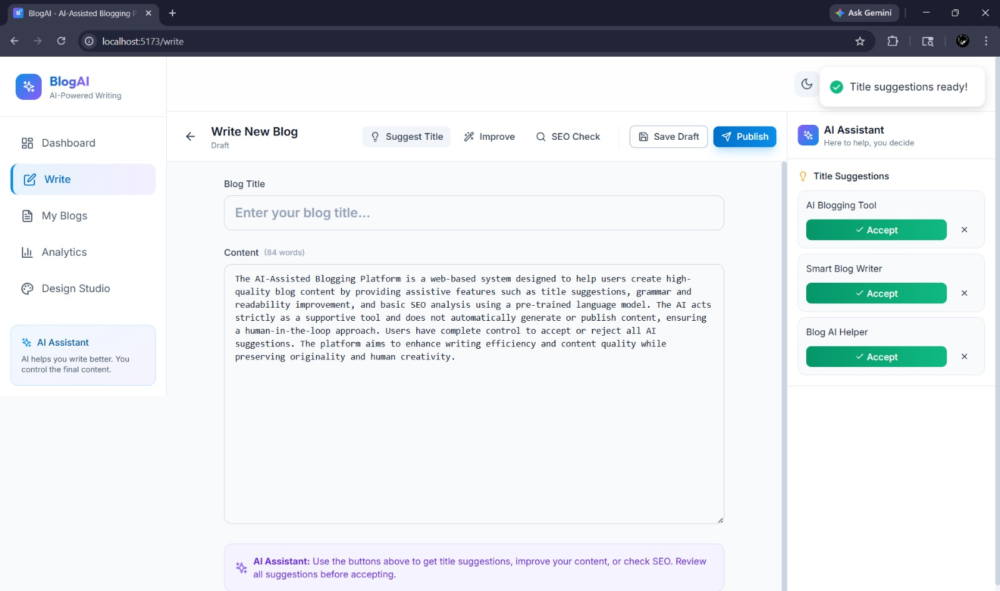 BlogAI - AI-Assisted Blogging P
Ask Gemini
localhost:5173/write
BlogAI
AI-Powered Writing
Title suggestions ready!
Dashboard
Write
My Blogs
Analytics
Design Studio
AI Assistant
AI helps you write better. You
control the final content.
Write New Blog
Draft
Suggest Title
Improve
SEO Check
Save Draft
Publish
Blog Title
Enter your blog title...
Content (84 words)
The AI-Assisted Blogging Platform is a web-based system designed to help users create high-
quality blog content by providing assistive features such as title suggestions, grammar and
readability improvement, and basic SEO analysis using a pre-trained language model. The AI acts
strictly as a supportive tool and does not automatically generate or publish content, ensuring
a human-in-the-loop approach. Users have complete control to accept or reject all AI
suggestions. The platform aims to enhance writing efficiency and content quality while
preserving originality and human creativity.
AI Assistant: Use the buttons above to get title suggestions, improve your content, or check SEO. Review
all suggestions before accepting.
AI Assistant
Here to help, you decide
Title Suggestions
AI Blogging Tool
Accept
Smart Blog Writer
Accept
Blog AI Helper
Accept